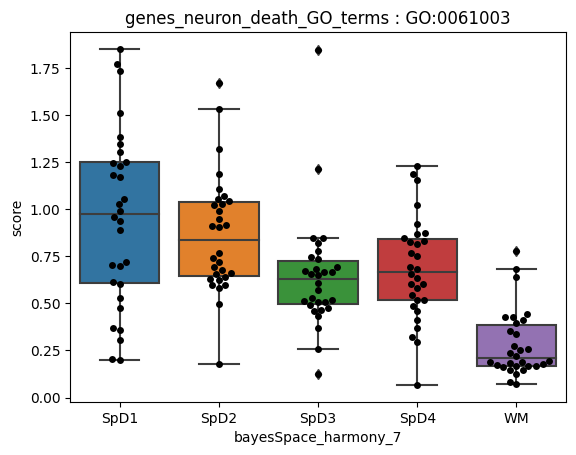 genes_neuron_death_GO_terms : GO:0061003
1.75
1.50
1.25
1.00
0.75
0.50
0.25
0.00
score
SpD1 SpD2 SpD3 SpD4 WM
bayesSpace_harmony_7